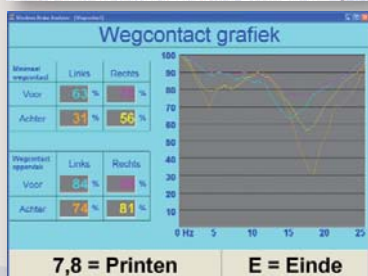 Wegcontact grafiek
Minimaal wegcontact Links Rechts
Voor 63 % %
Achter 31 % 56 %
Wegcontact oppervlak Links Rechts
Voor 84 % %
Achter 74 % 81 %
100
90
80
70
60
50
40
30
20
10
0 Hz 5 10 15 20 25
7,8 = Printen E = Einde